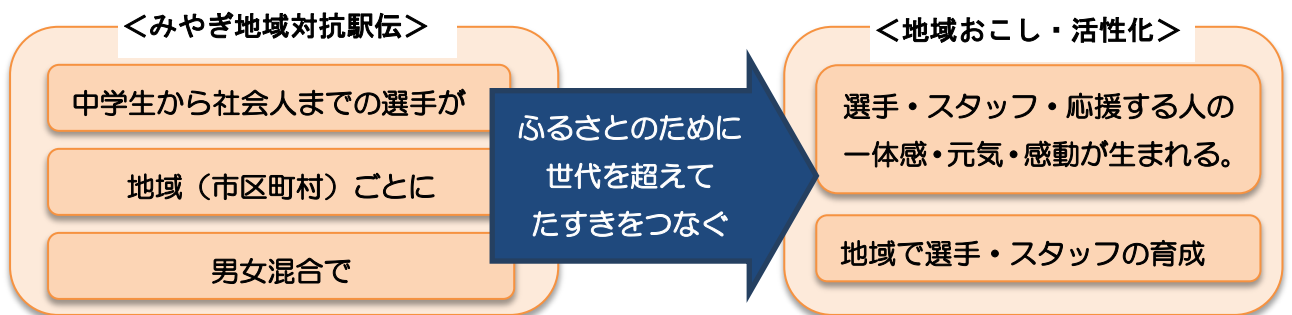 ＜みやぎ地域対抗駅伝＞
中学生から社会人までの選手が
地域（市区町村）ごとに
男女混合で
ふるさとのために
世代を超えて
たすきをつなぐ
＜地域おこし・活性化＞
選手・スタッフ・応援する人の
一体感・元気・感動が生まれる。
地域で選手・スタッフの育成